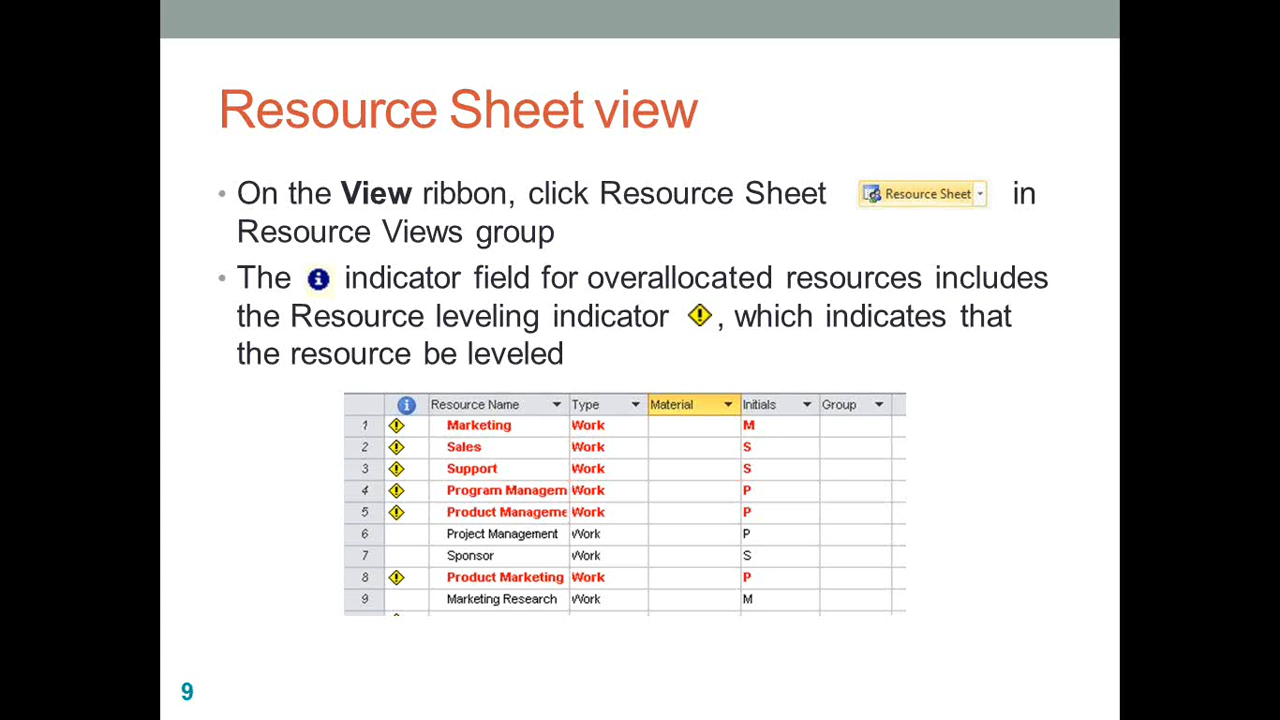 Resource Sheet view
• On the View ribbon, click Resource Sheet Resource Sheet in
Resource Views group
• The indicator field for overallocated resources includes
the Resource leveling indicator , which indicates that
the resource be leveled
Resource Name Type Material Initials Group
1 Marketing Work M
2 Sales Work S
3 Support Work S
4 Program Managem Work P
5 Product Manageme Work P
6 Project Management Work P
7 Sponsor Work S
8 Product Marketing Work P
9 Marketing Research Work M
9